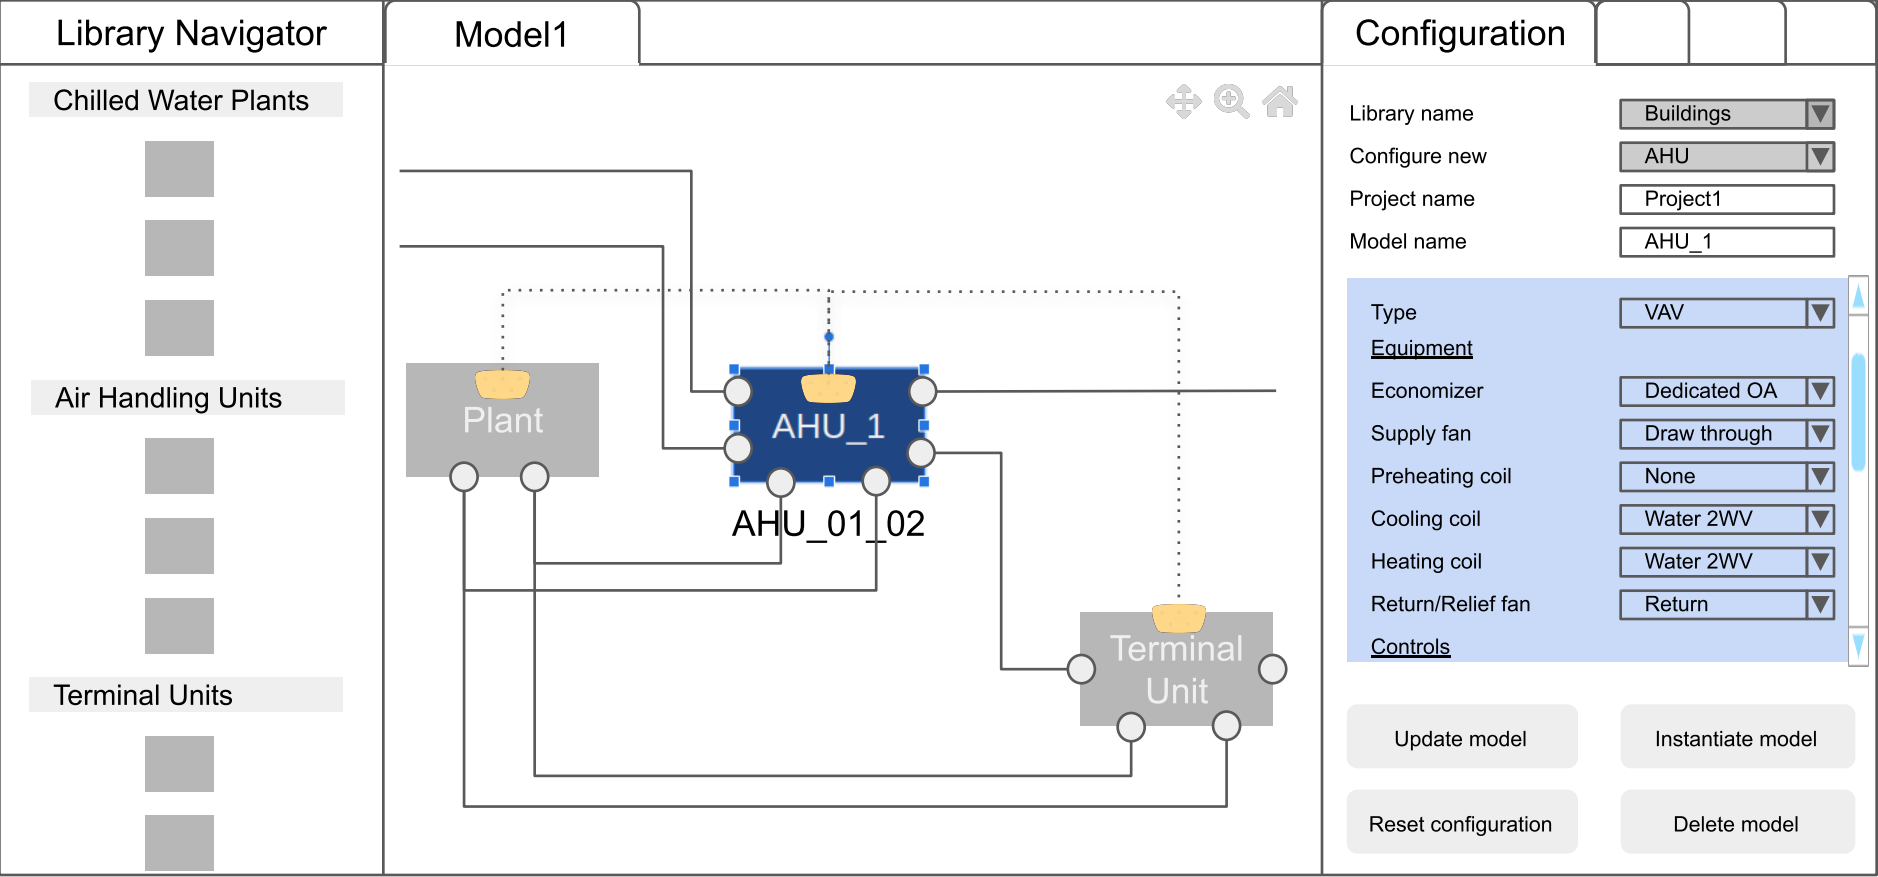 Library Navigator
Chilled Water Plants
Air Handling Units
Terminal Units
Model1
Plant
AHU_1
AHU_01_02
Terminal
Unit
Configuration
Library name Buildings
Configure new AHU
Project name Project1
Model name AHU_1
Type VAV
Equipment
Economizer Dedicated OA
Supply fan Draw through
Preheating coil None
Cooling coil Water 2WV
Heating coil Water 2WV
Return/Relief fan Return
Controls
Update model Instantiate model
Reset configuration Delete model